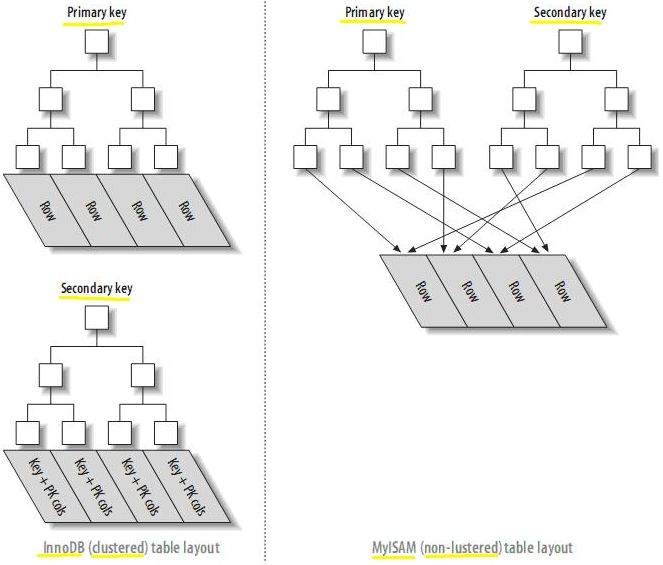 Primary key
Row
Row
Row
Row
Secondary key
Key + PK cols
Key + PK cols
Key + PK cols
Key + PK cols
InnoDB (clustered) table layout
Primary key
Secondary key
Row
Row
Row
Row
MyISAM (non-lustered) table layout